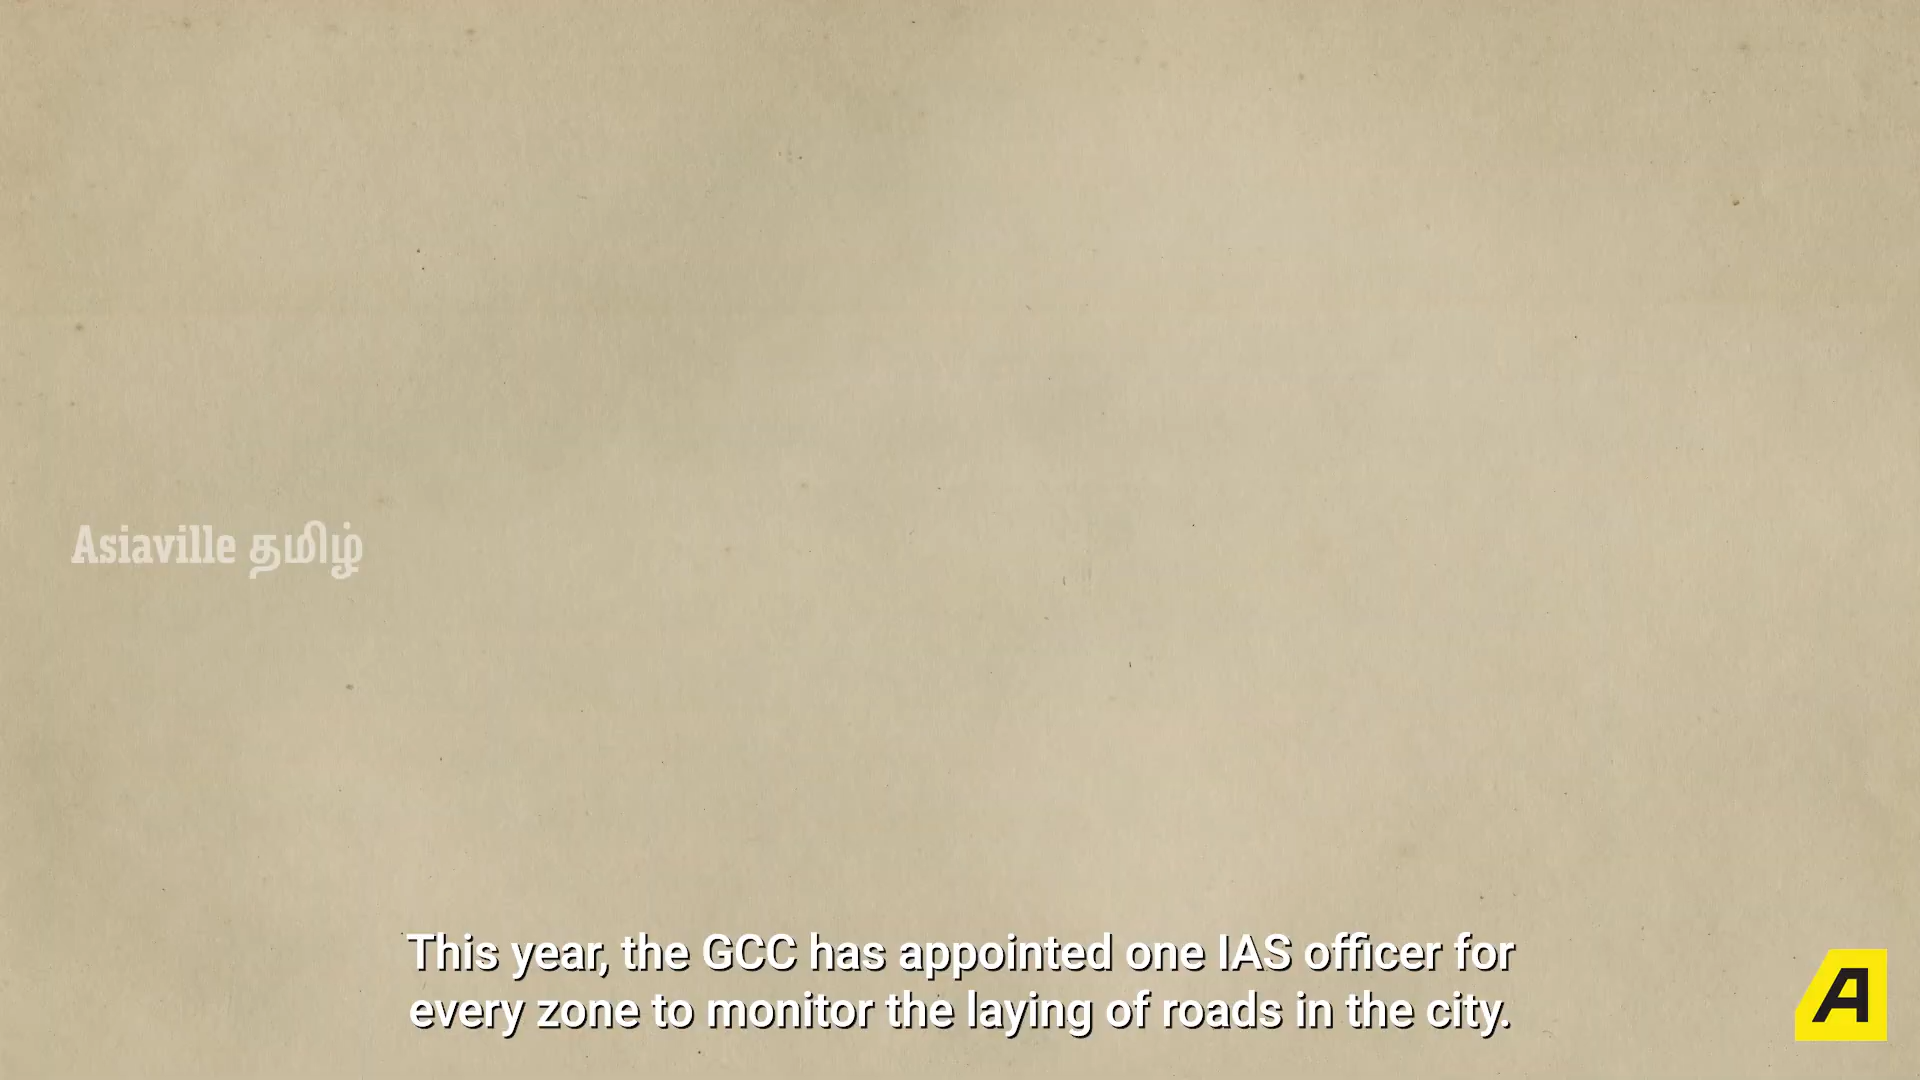 Asiaville தமிழ்
This year, the GCC has appointed one IAS officer for
every zone to monitor the laying of roads in the city.
A